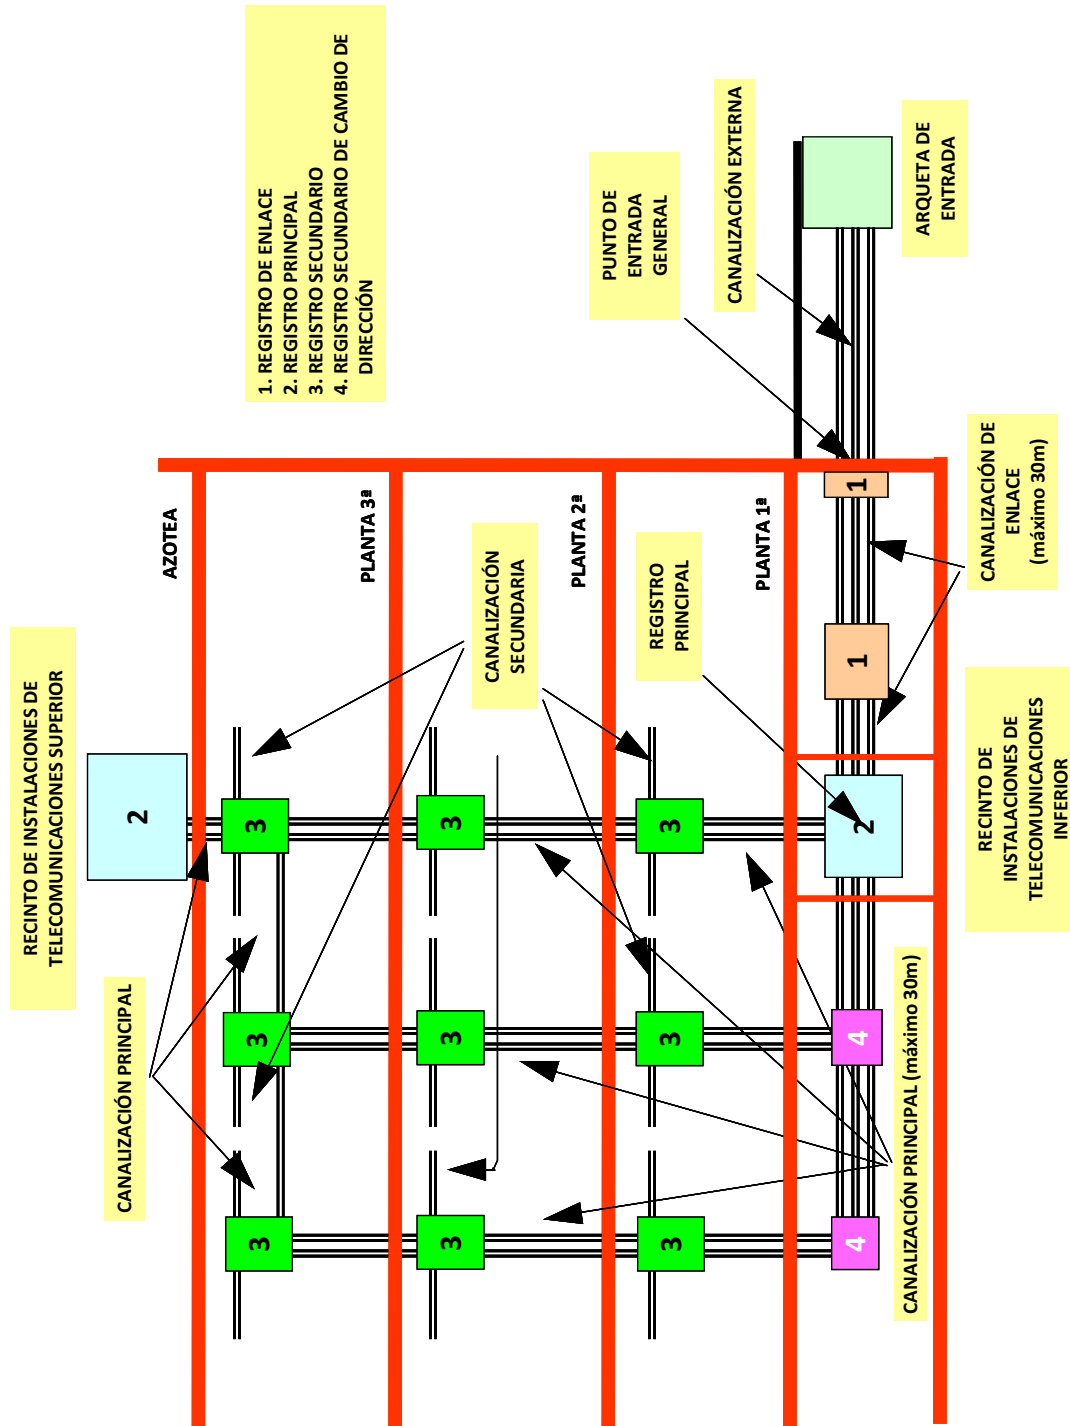 RECINTO DE INSTALACIONES DE
TELECOMUNICACIONES SUPERIOR
CANALIZACIÓN PRINCIPAL
2
AZOTEA
1. REGISTRO DE ENLACE
2. REGISTRO PRINCIPAL
3. REGISTRO SECUNDARIO
4. REGISTRO SECUNDARIO DE CAMBIO DE
DIRECCIÓN
3
3
3
PLANTA 3ª
3
3
3
CANALIZACIÓN
SECUNDARIA
PLANTA 2ª
3
3
3
REGISTRO
PRINCIPAL
PLANTA 1ª
PUNTO DE
ENTRADA
GENERAL
CANALIZACIÓN EXTERNA
4
4
2
1
1
ARQUETA DE
ENTRADA
CANALIZACIÓN PRINCIPAL (máximo 30m)
RECINTO DE
INSTALACIONES DE
TELECOMUNICACIONES
INFERIOR
CANALIZACIÓN DE
ENLACE
(máximo 30m)